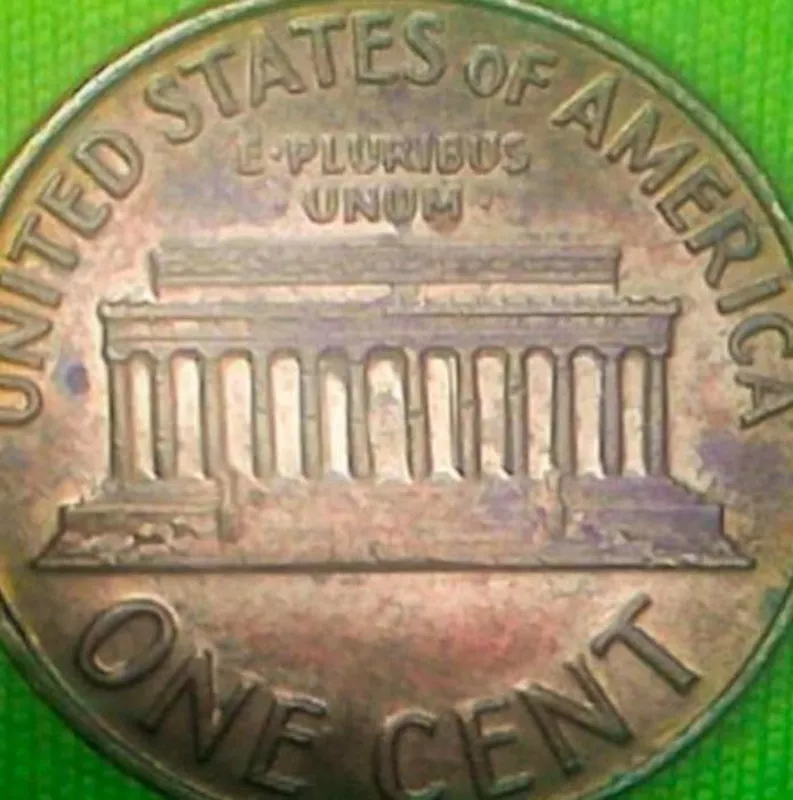 UNITED STATES OF AMERICA
E·PLURIBUS
·UNUM·
ONE CENT